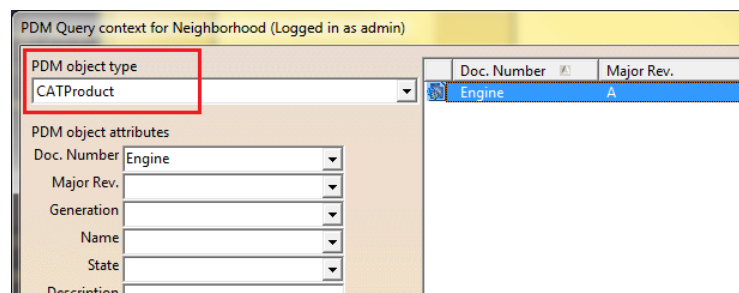 PDM Query context for Neighborhood (Logged in as admin)
PDM object type
CATProduct
Doc. Number Major Rev.
Engine A
PDM object attributes
Doc. Number Engine
Major Rev.
Generation
Name
State
Description